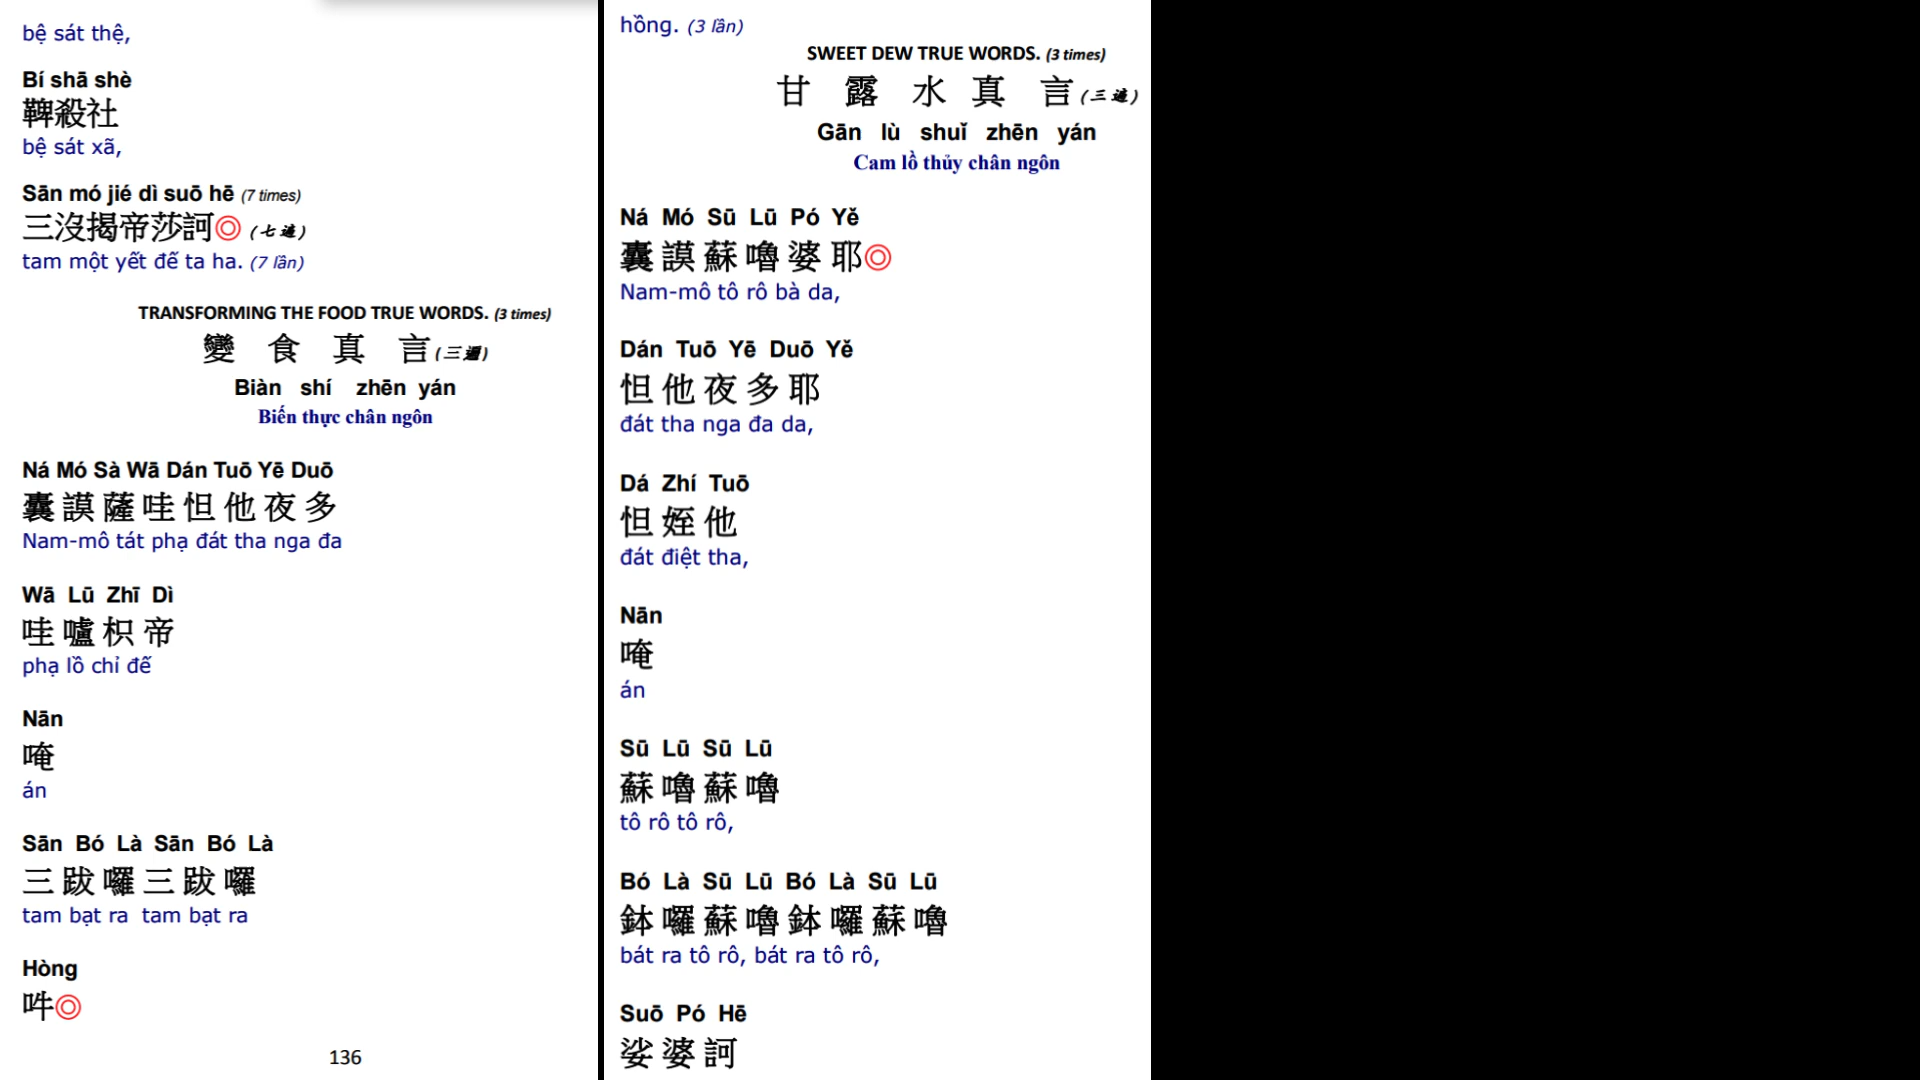 bệ sát thệ,
Bí shā shè
鞞殺社
bệ sát xã,
Sān mó jié dì suō hē (7 times)
三沒揭帝莎訶◎ (七遍)
tam một yết đế ta ha. (7 lần)
TRANSFORMING THE FOOD TRUE WORDS. (3 times)
變 食 真 言 (三遍)
Biàn shí zhēn yán
Biến thực chân ngôn
Ná Mó Sà Wā Dán Tuō Yē Duō
囊謨薩哇怛他夜多
Nam-mô tát phạ đát tha nga đa
Wā Lū Zhī Dì
哇嚧枳帝
phạ lồ chỉ đế
Nān
唵
án
Sān Bó Là Sān Bó Là
三跋囉三跋囉
tam bạt ra tam bạt ra
Hòng
吽◎
136
hồng. (3 lần)
SWEET DEW TRUE WORDS. (3 times)
甘 露 水 真 言 (三遍)
Gān lù shuǐ zhēn yán
Cam lồ thủy chân ngôn
Ná Mó Sū Lū Pó Yě
囊謨蘇嚕婆耶◎
Nam-mô tô rô bà da,
Dán Tuō Yē Duō Yě
怛他夜多耶
đát tha nga đa da,
Dá Zhí Tuō
怛姪他
đát điệt tha,
Nān
唵
án
Sū Lū Sū Lū
蘇嚕蘇嚕
tô rô tô rô,
Bó Là Sū Lū Bó Là Sū Lū
鉢囉蘇嚕鉢囉蘇嚕
bát ra tô rô, bát ra tô rô,
Suō Pó Hē
娑婆訶